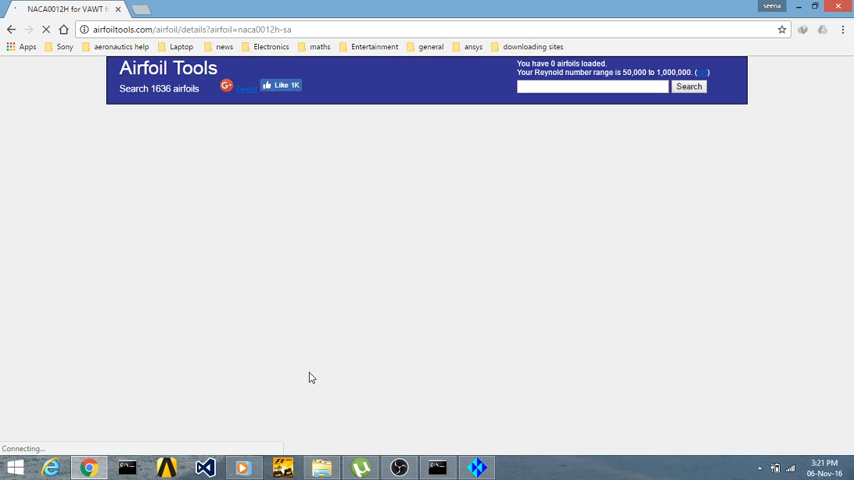 NACA0012H for VAWT f
seena
airfoiltools.com/airfoil/details?airfoil=naca0012h-sa
Apps Sony aeronautics help Laptop news Electronics maths Entertainment general ansys downloading sites
Airfoil Tools
Search 1636 airfoils
G+ Tweet Like 1K
You have 0 airfoils loaded.
Your Reynold number range is 50,000 to 1,000,000. ( )
Search
Connecting...
3:21 PM
06-Nov-16